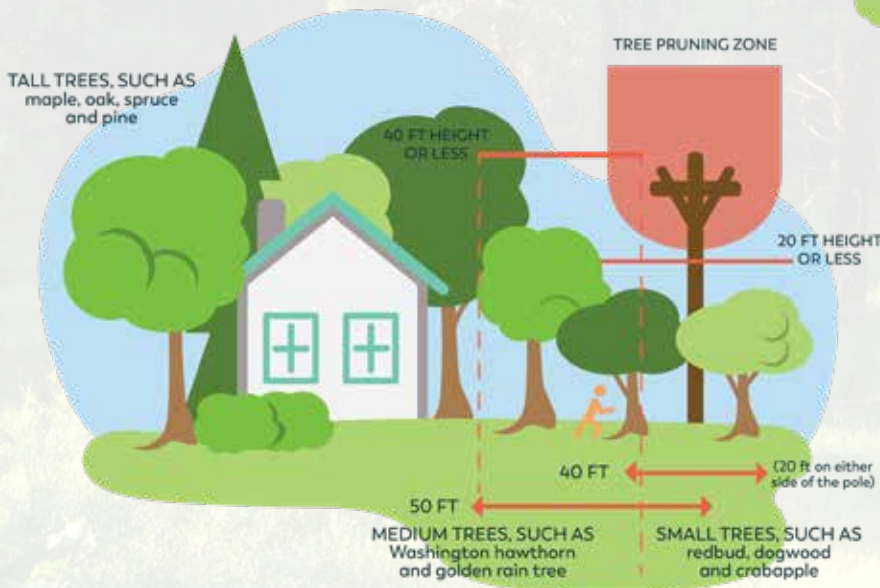 TREE PRUNING ZONE
TALL TREES, SUCH AS
maple, oak, spruce
and pine
40 FT HEIGHT
OR LESS
20 FT HEIGHT
OR LESS
40 FT
(20 ft on either
side of the pole)
50 FT
MEDIUM TREES, SUCH AS
Washington hawthorn
and golden rain tree
SMALL TREES, SUCH AS
redbud, dogwood
and crabapple